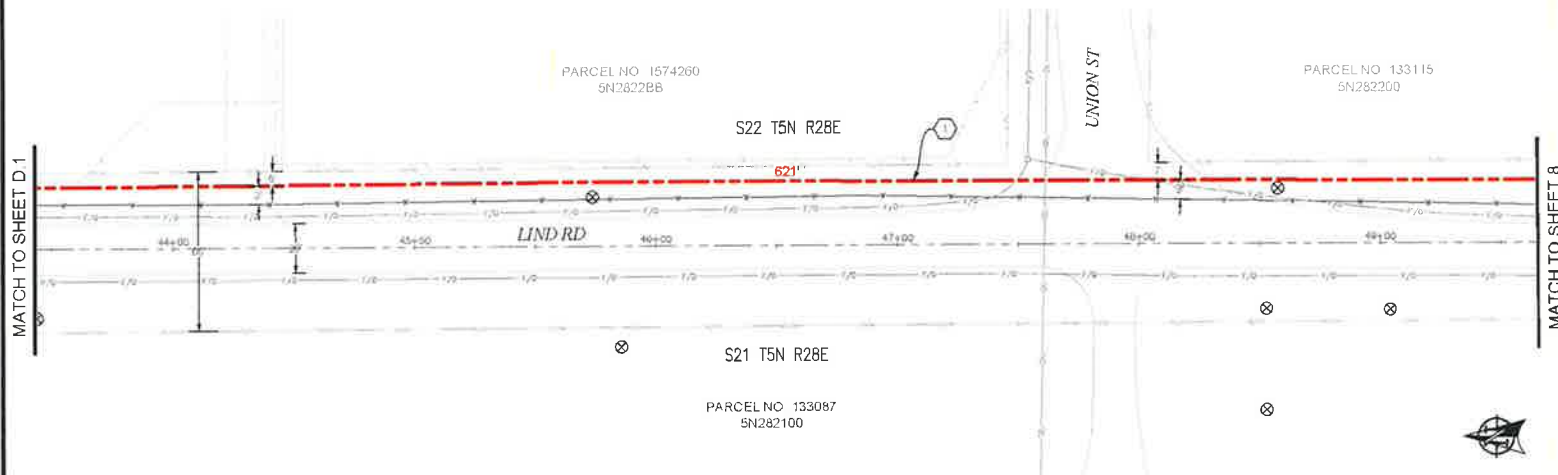 MATCH TO SHEET D.1
PARCEL NO 1574260
5N2822BB
S22 T5N R28E
1
UNION ST
PARCEL NO 133115
5N282200
621'
LIND RD
44+00
46+00
47+00
48+00
49+00
S21 T5N R28E
PARCEL NO 133087
5N282100
MATCH TO SHEET 8